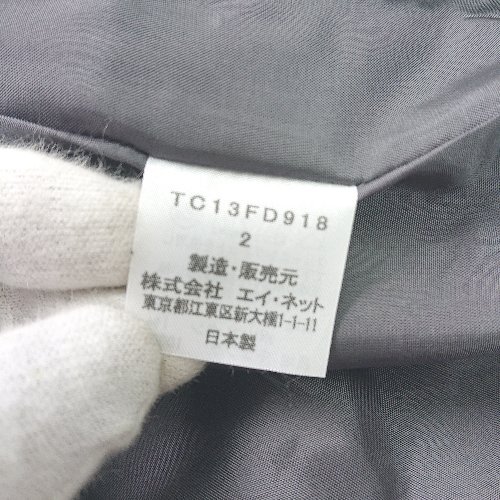 TC13FD918
2
製造・販売元
株式会社 エイ・ネット
東京都江東区新大橋1-1-11
日本製